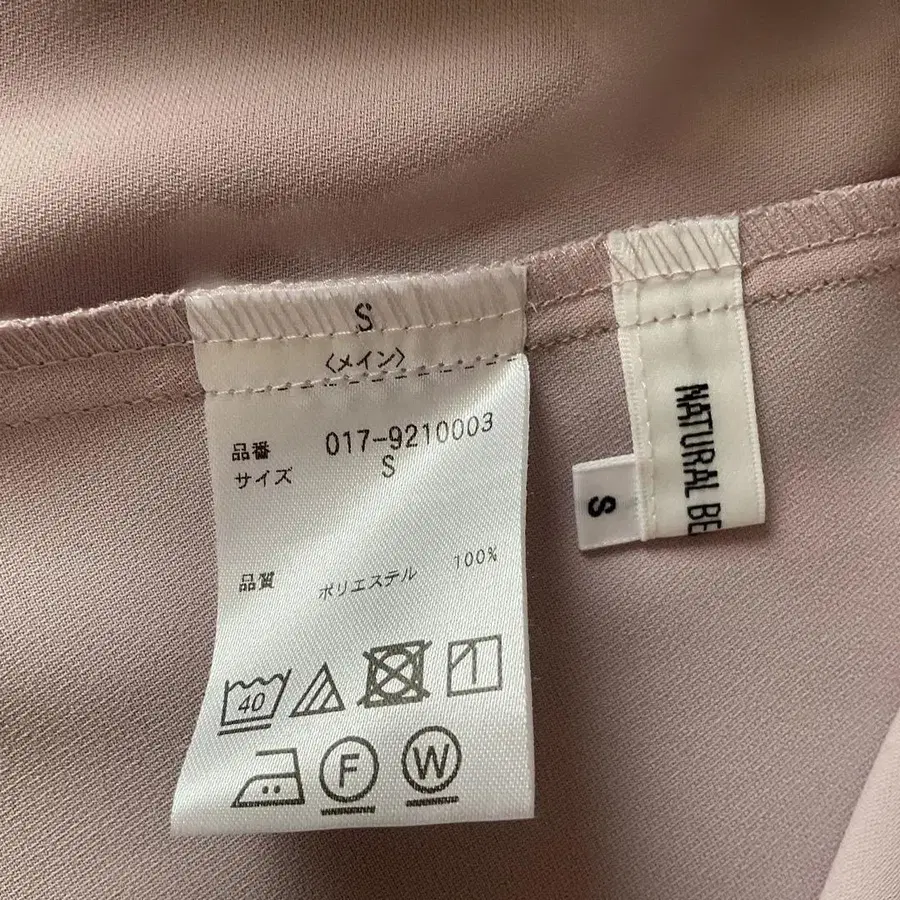 S
〈メイン〉
品番 017-9210003
サイズ S
品質 ポリエステル 100%
40
F
W
NATURAL BE
S